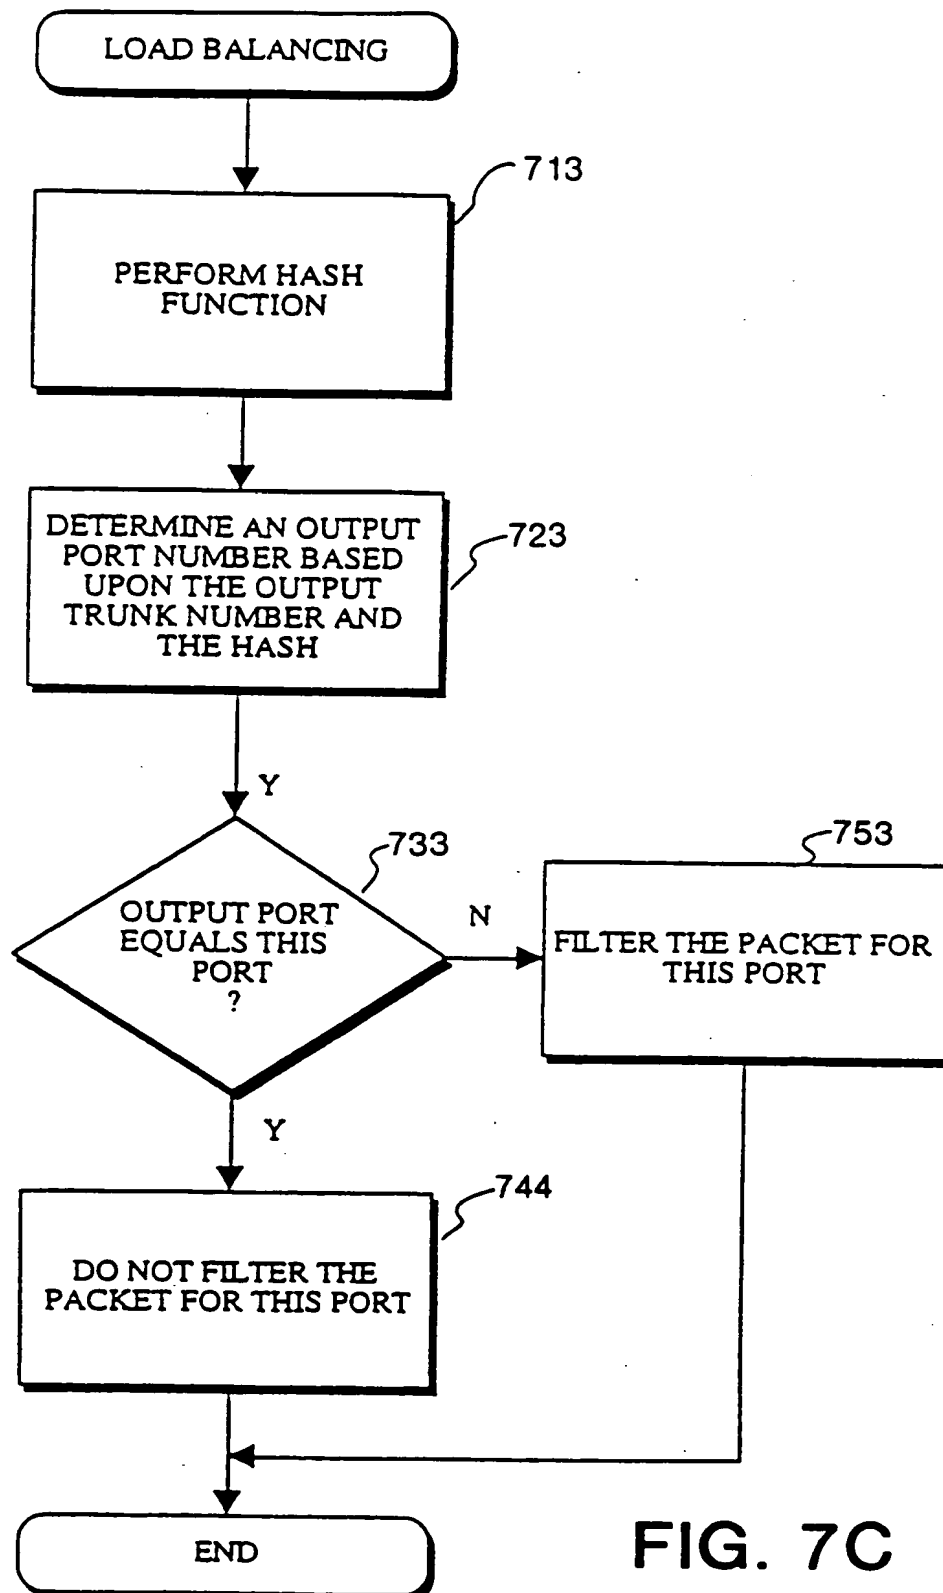 LOAD BALANCING
713
PERFORM HASH
FUNCTION
DETERMINE AN OUTPUT
PORT NUMBER BASED
UPON THE OUTPUT
TRUNK NUMBER AND
THE HASH
723
Y
733
OUTPUT PORT
EQUALS THIS
PORT
?
N
753
FILTER THE PACKET FOR
THIS PORT
Y
744
DO NOT FILTER THE
PACKET FOR THIS PORT
END
FIG. 7C